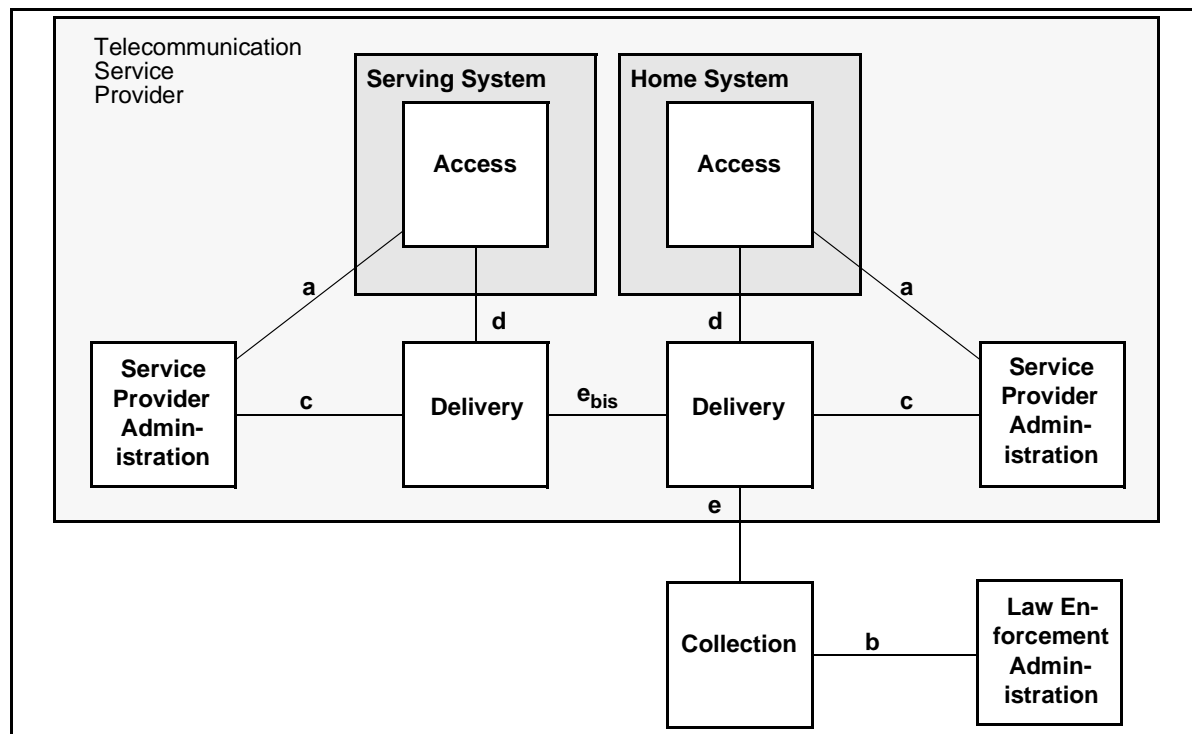 Telecommunication
Service
Provider
Serving System
Home System
Access
Access
a
a
d
d
Service
Provider
Admin-
istration
c
Delivery
e_bis
Delivery
c
Service
Provider
Admin-
istration
e
Collection
b
Law En-
forcement
Admin-
istration